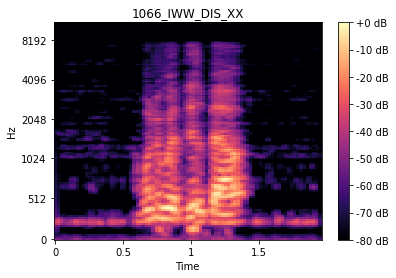 1066_IWW_DIS_XX
8192
4096
2048
1024
512
0
Hz
0
0.5
1
1.5
Time
+0 dB
-10 dB
-20 dB
-30 dB
-40 dB
-50 dB
-60 dB
-70 dB
-80 dB